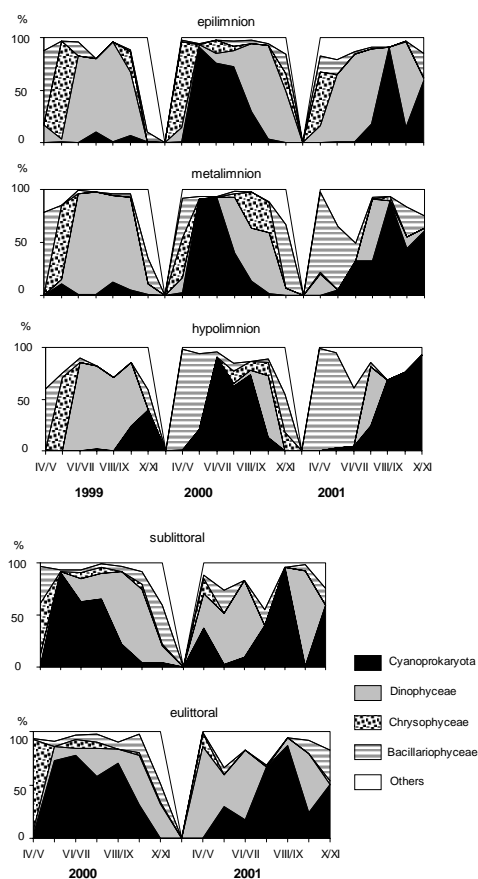 epilimnion
%
100
50
0
metalimnion
%
100
50
0
hypolimnion
%
100
50
0
IV/V VI/VII VIII/IX X/XI IV/V VI/VII VIII/IX X/XI IV/V VI/VII VIII/IX X/XI
1999 2000 2001
sublittoral
%
100
50
0
Cyanoprokaryota
Dinophyceae
Chrysophyceae
Bacillariophyceae
Others
eulittoral
%
100
50
0
IV/V VI/VII VIII/IX X/XI IV/V VI/VII VIII/IX X/XI
2000 2001